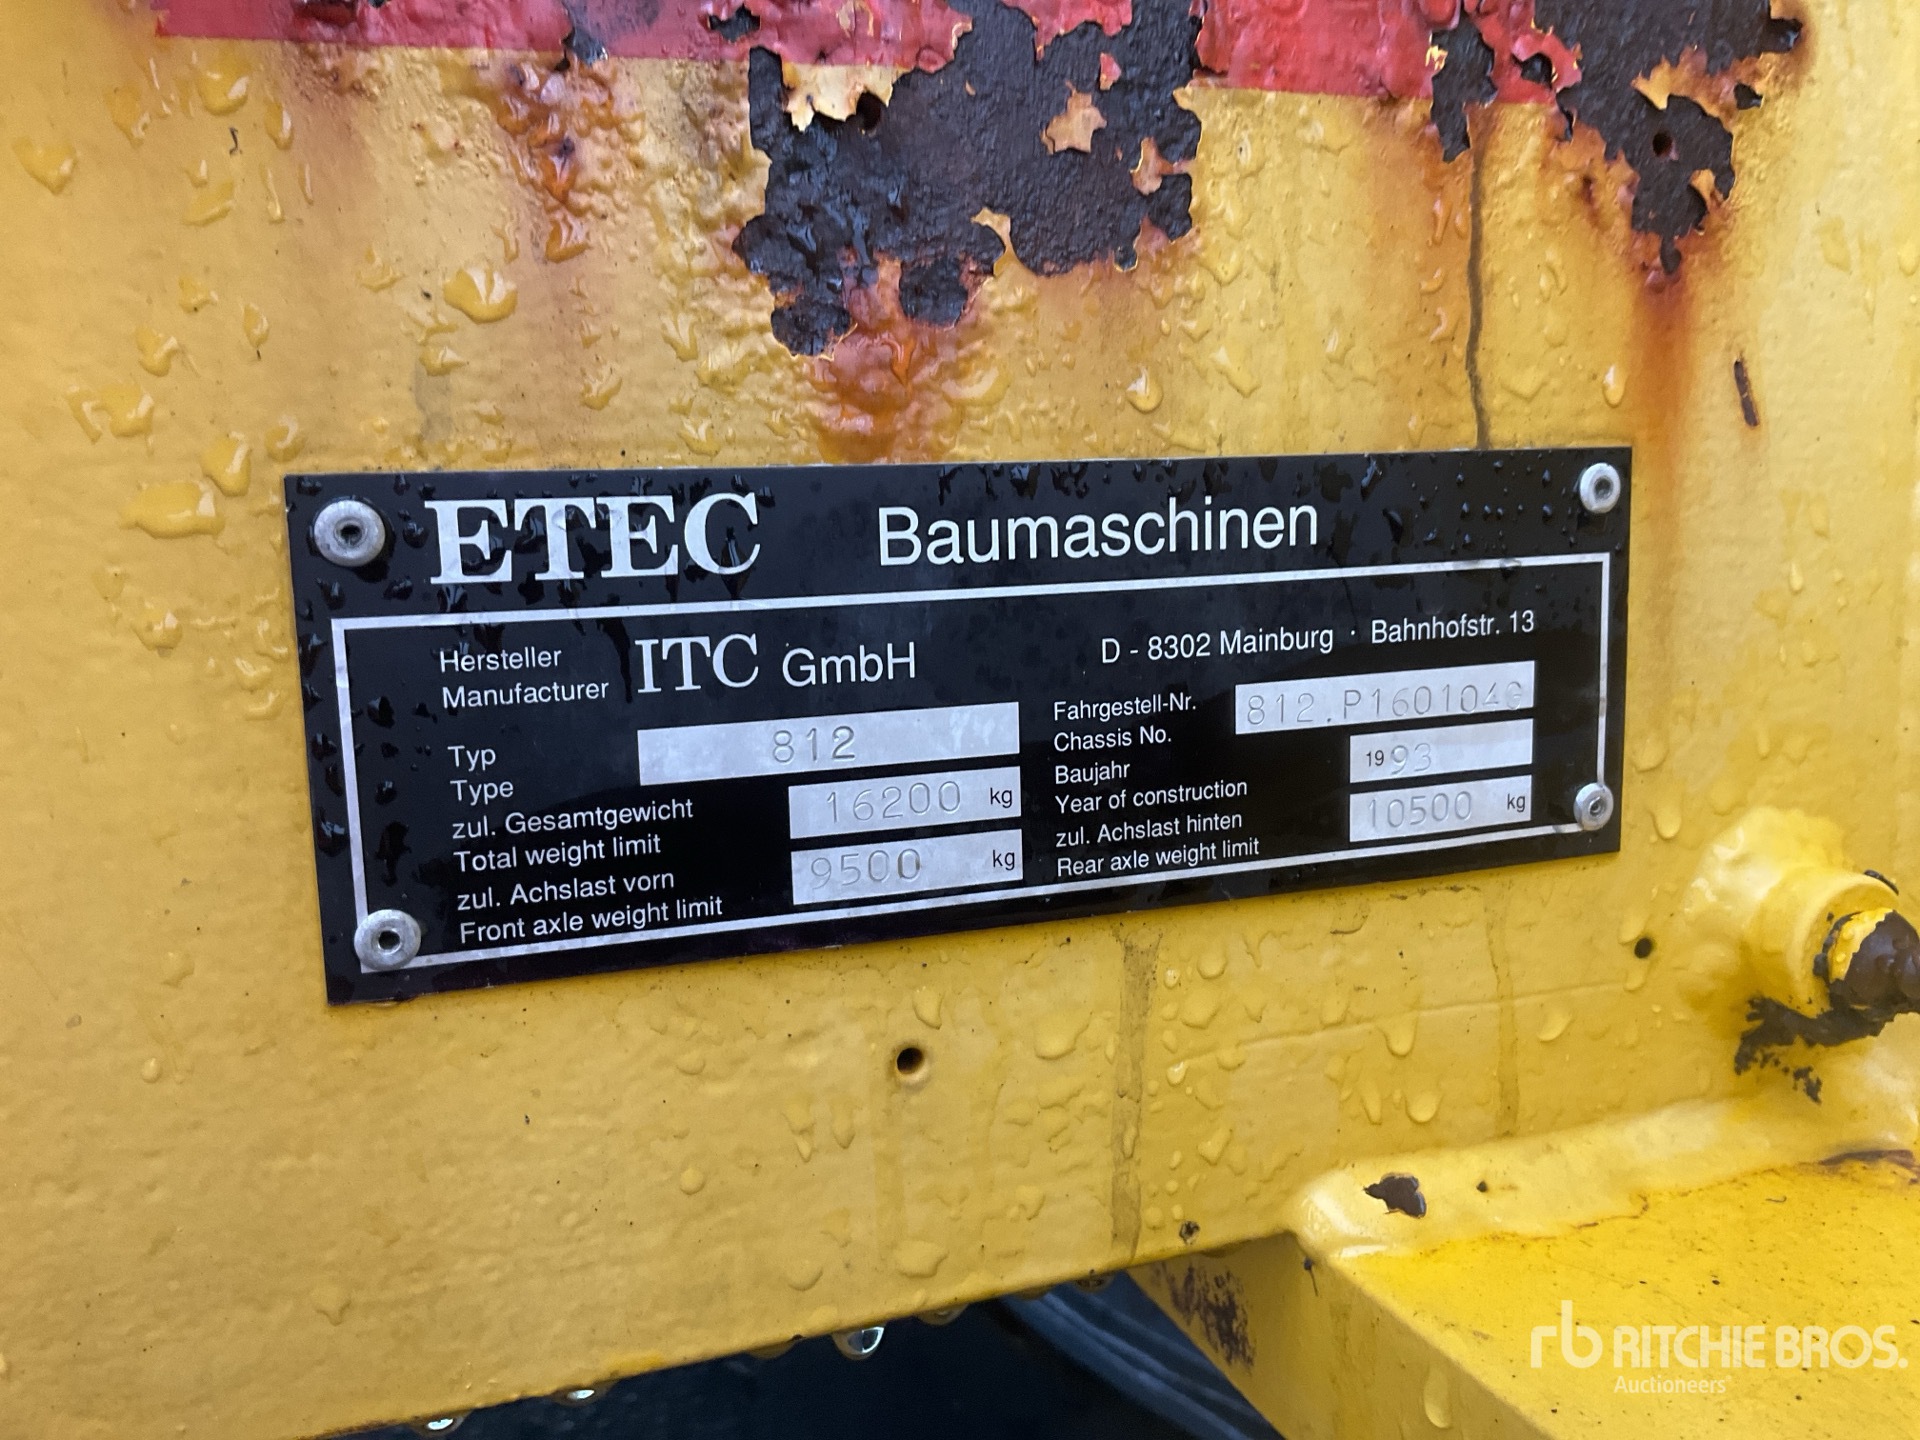 ETEC Baumaschinen
Hersteller
Manufacturer
ITC GmbH
D - 8302 Mainburg · Bahnhofstr. 13
Typ
Type
812
zul. Gesamtgewicht
Total weight limit
16200 kg
zul. Achslast vorn
Front axle weight limit
9500 kg
Fahrgestell-Nr.
Chassis No.
Baujahr
Year of construction
1993
zul. Achslast hinten
Rear axle weight limit
10500 kg
rb RITCHIE BROS.
Auctioneers